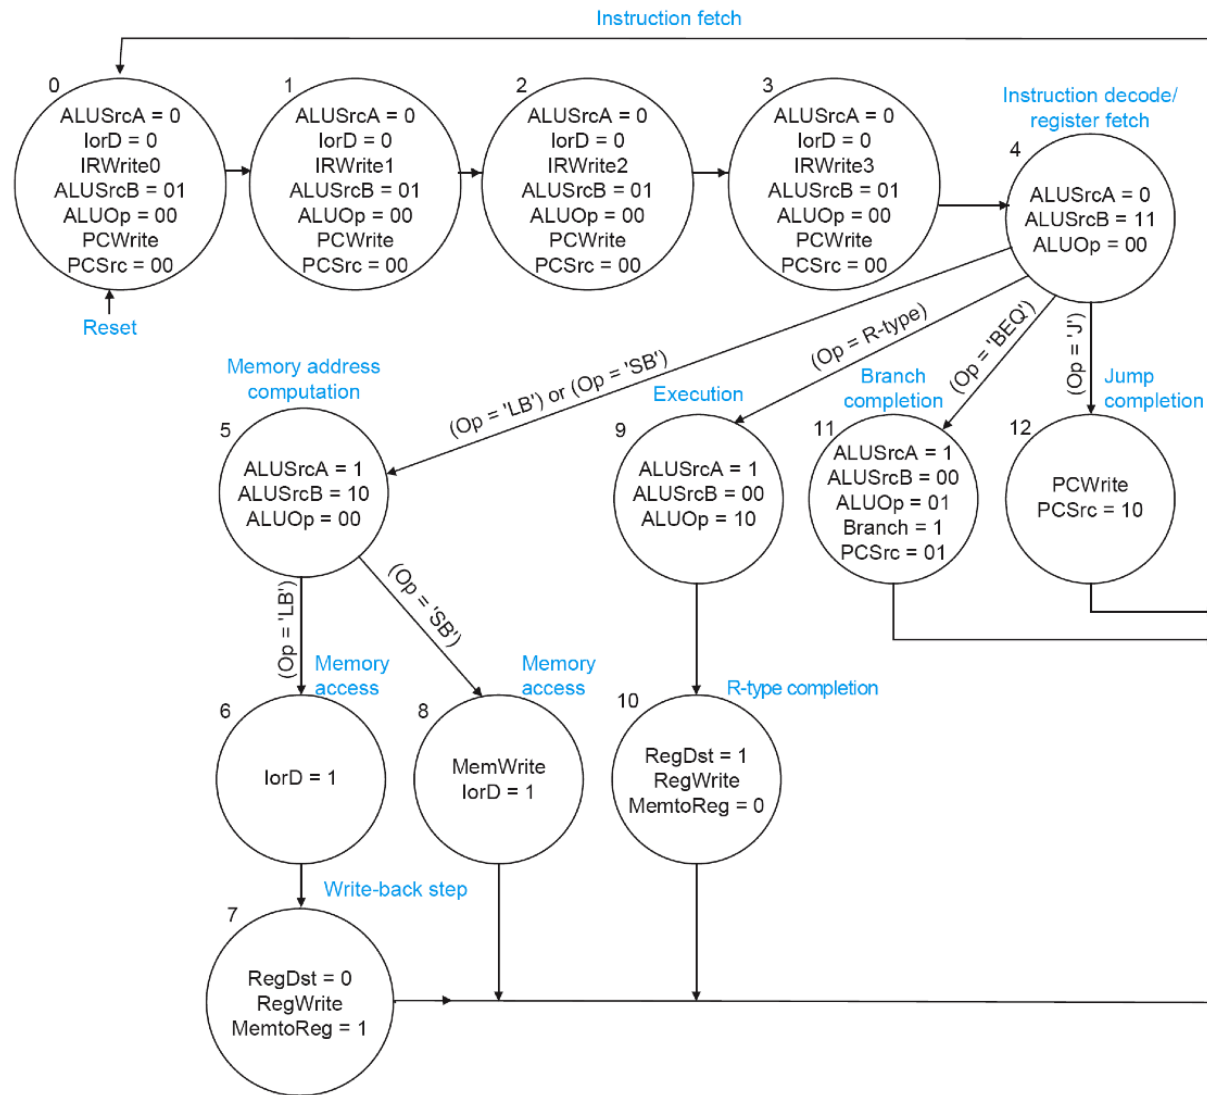 Instruction fetch
0
ALUSrcA = 0
IorD = 0
IRWrite0
ALUSrcB = 01
ALUOp = 00
PCWrite
PCSrc = 00
Reset
1
ALUSrcA = 0
IorD = 0
IRWrite1
ALUSrcB = 01
ALUOp = 00
PCWrite
PCSrc = 00
2
ALUSrcA = 0
IorD = 0
IRWrite2
ALUSrcB = 01
ALUOp = 00
PCWrite
PCSrc = 00
3
ALUSrcA = 0
IorD = 0
IRWrite3
ALUSrcB = 01
ALUOp = 00
PCWrite
PCSrc = 00
Instruction decode/
register fetch
4
ALUSrcA = 0
ALUSrcB = 11
ALUOp = 00
(Op = 'LB') or (Op = 'SB')
(Op = R-type)
(Op = 'BEQ')
(Op = 'J')
Memory address
computation
5
ALUSrcA = 1
ALUSrcB = 10
ALUOp = 00
Execution
9
ALUSrcA = 1
ALUSrcB = 00
ALUOp = 10
Branch
completion
11
ALUSrcA = 1
ALUSrcB = 00
ALUOp = 01
Branch = 1
PCSrc = 01
Jump
completion
12
PCWrite
PCSrc = 10
(Op = 'LB')
(Op = 'SB')
Memory
access
6
IorD = 1
Memory
access
8
MemWrite
IorD = 1
R-type completion
10
RegDst = 1
RegWrite
MemtoReg = 0
Write-back step
7
RegDst = 0
RegWrite
MemtoReg = 1